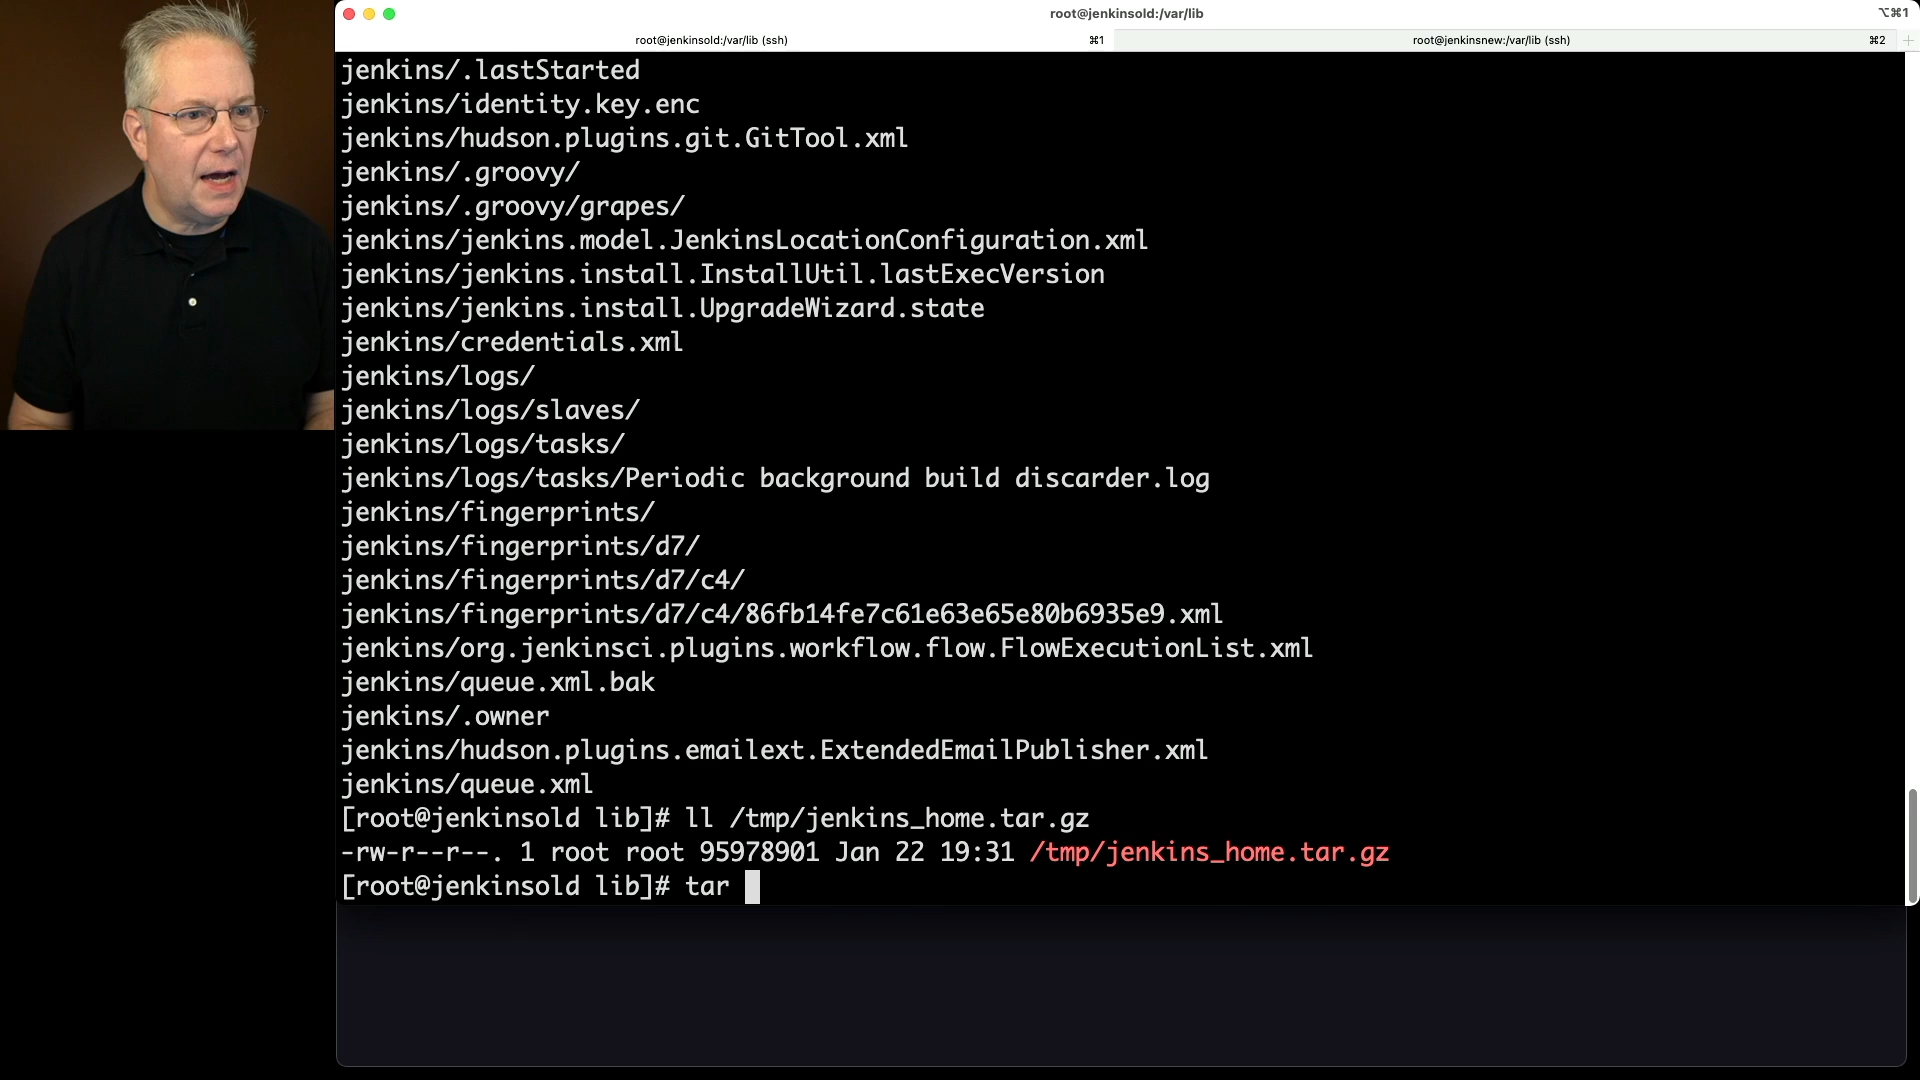 root@jenkinsold:/var/lib
⌥⌘1
root@jenkinsold:/var/lib (ssh)
⌘1
root@jenkinsnew:/var/lib (ssh)
⌘2
jenkins/.lastStarted
jenkins/identity.key.enc
jenkins/hudson.plugins.git.GitTool.xml
jenkins/.groovy/
jenkins/.groovy/grapes/
jenkins/jenkins.model.JenkinsLocationConfiguration.xml
jenkins/jenkins.install.InstallUtil.lastExecVersion
jenkins/jenkins.install.UpgradeWizard.state
jenkins/credentials.xml
jenkins/logs/
jenkins/logs/slaves/
jenkins/logs/tasks/
jenkins/logs/tasks/Periodic background build discarder.log
jenkins/fingerprints/
jenkins/fingerprints/d7/
jenkins/fingerprints/d7/c4/
jenkins/fingerprints/d7/c4/86fb14fe7c61e63e65e80b6935e9.xml
jenkins/org.jenkinsci.plugins.workflow.flow.FlowExecutionList.xml
jenkins/queue.xml.bak
jenkins/.owner
jenkins/hudson.plugins.emailext.ExtendedEmailPublisher.xml
jenkins/queue.xml
[root@jenkinsold lib]# ll /tmp/jenkins_home.tar.gz
-rw-r--r--. 1 root root 95978901 Jan 22 19:31 /tmp/jenkins_home.tar.gz
[root@jenkinsold lib]# tar